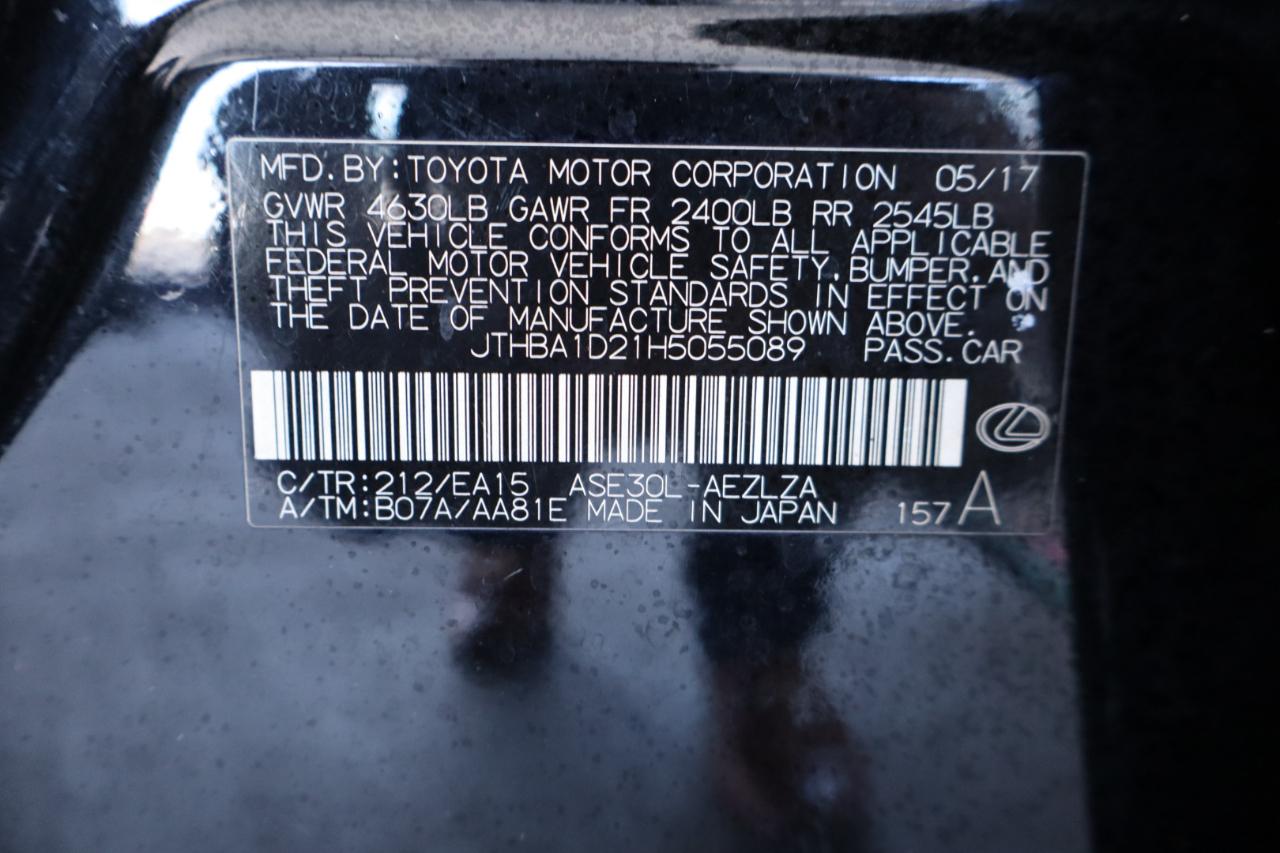 MFD. BY: TOYOTA MOTOR CORPORATION 05/17
GVWR 4630LB GAWR FR 2400LB RR 2545LB
THIS VEHICLE CONFORMS TO ALL APPLICABLE
FEDERAL MOTOR VEHICLE SAFETY, BUMPER, AND
THEFT PREVENTION STANDARDS IN EFFECT ON
THE DATE OF MANUFACTURE SHOWN ABOVE.
JTHBA1D21H5055089 PASS. CAR
C/TR: 212/EA15 ASE30L-AEZLZA
A/TM: B07A/AA81E MADE IN JAPAN 157 A